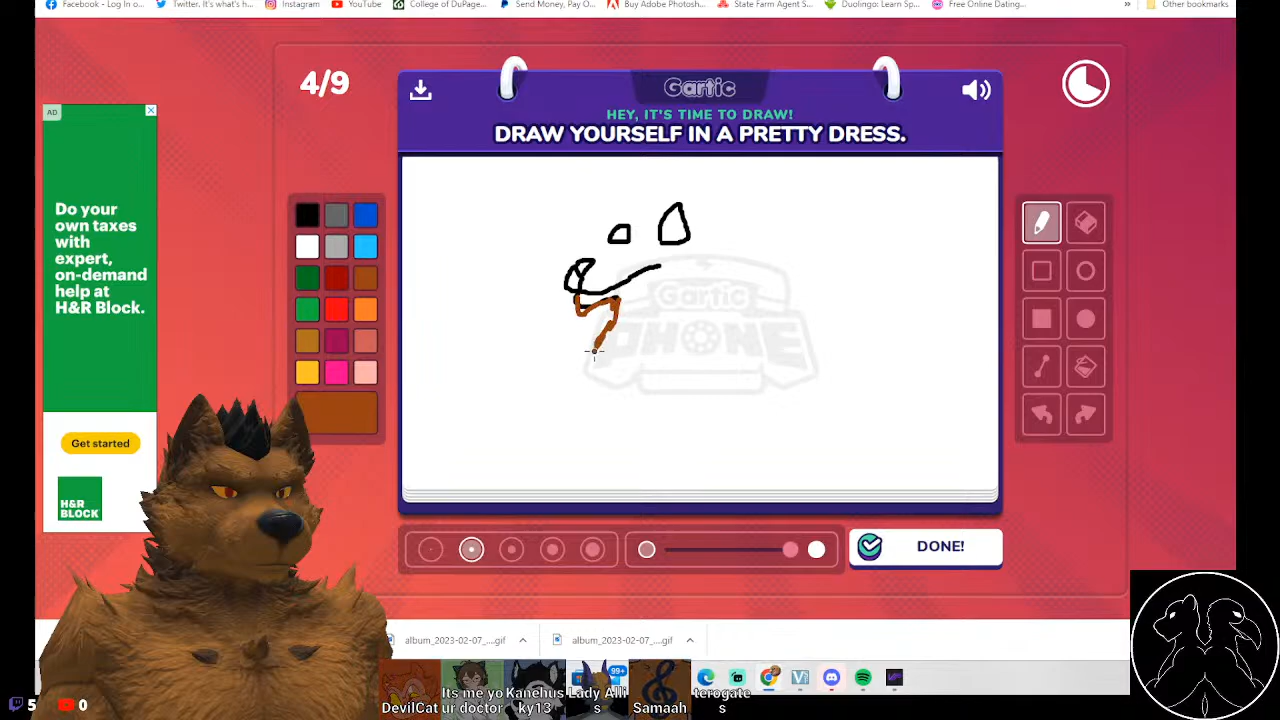 Facebook - Log In o...
Twitter. It's what's h...
Instagram
YouTube
College of DuPage...
Send Money, Pay O...
Buy Adobe Photosh...
State Farm Agent S...
Duolingo: Learn Sp...
Free Online Dating...
»
Other bookmarks
4/9
Gartic
HEY, IT'S TIME TO DRAW!
DRAW YOURSELF IN A PRETTY DRESS.
AD
Do your
own taxes
with
expert,
on-demand
help at
H&R Block.
Get started
H&R
BLOCK
Gartic
PHONE
DONE!
album_2023-02-07_....gif
album_2023-02-07_....gif
99+
DevilCat
Its me yo
ur doctor
Kanehus
ky13
Lady Alli
s
Samaah
terogate
s
5
0